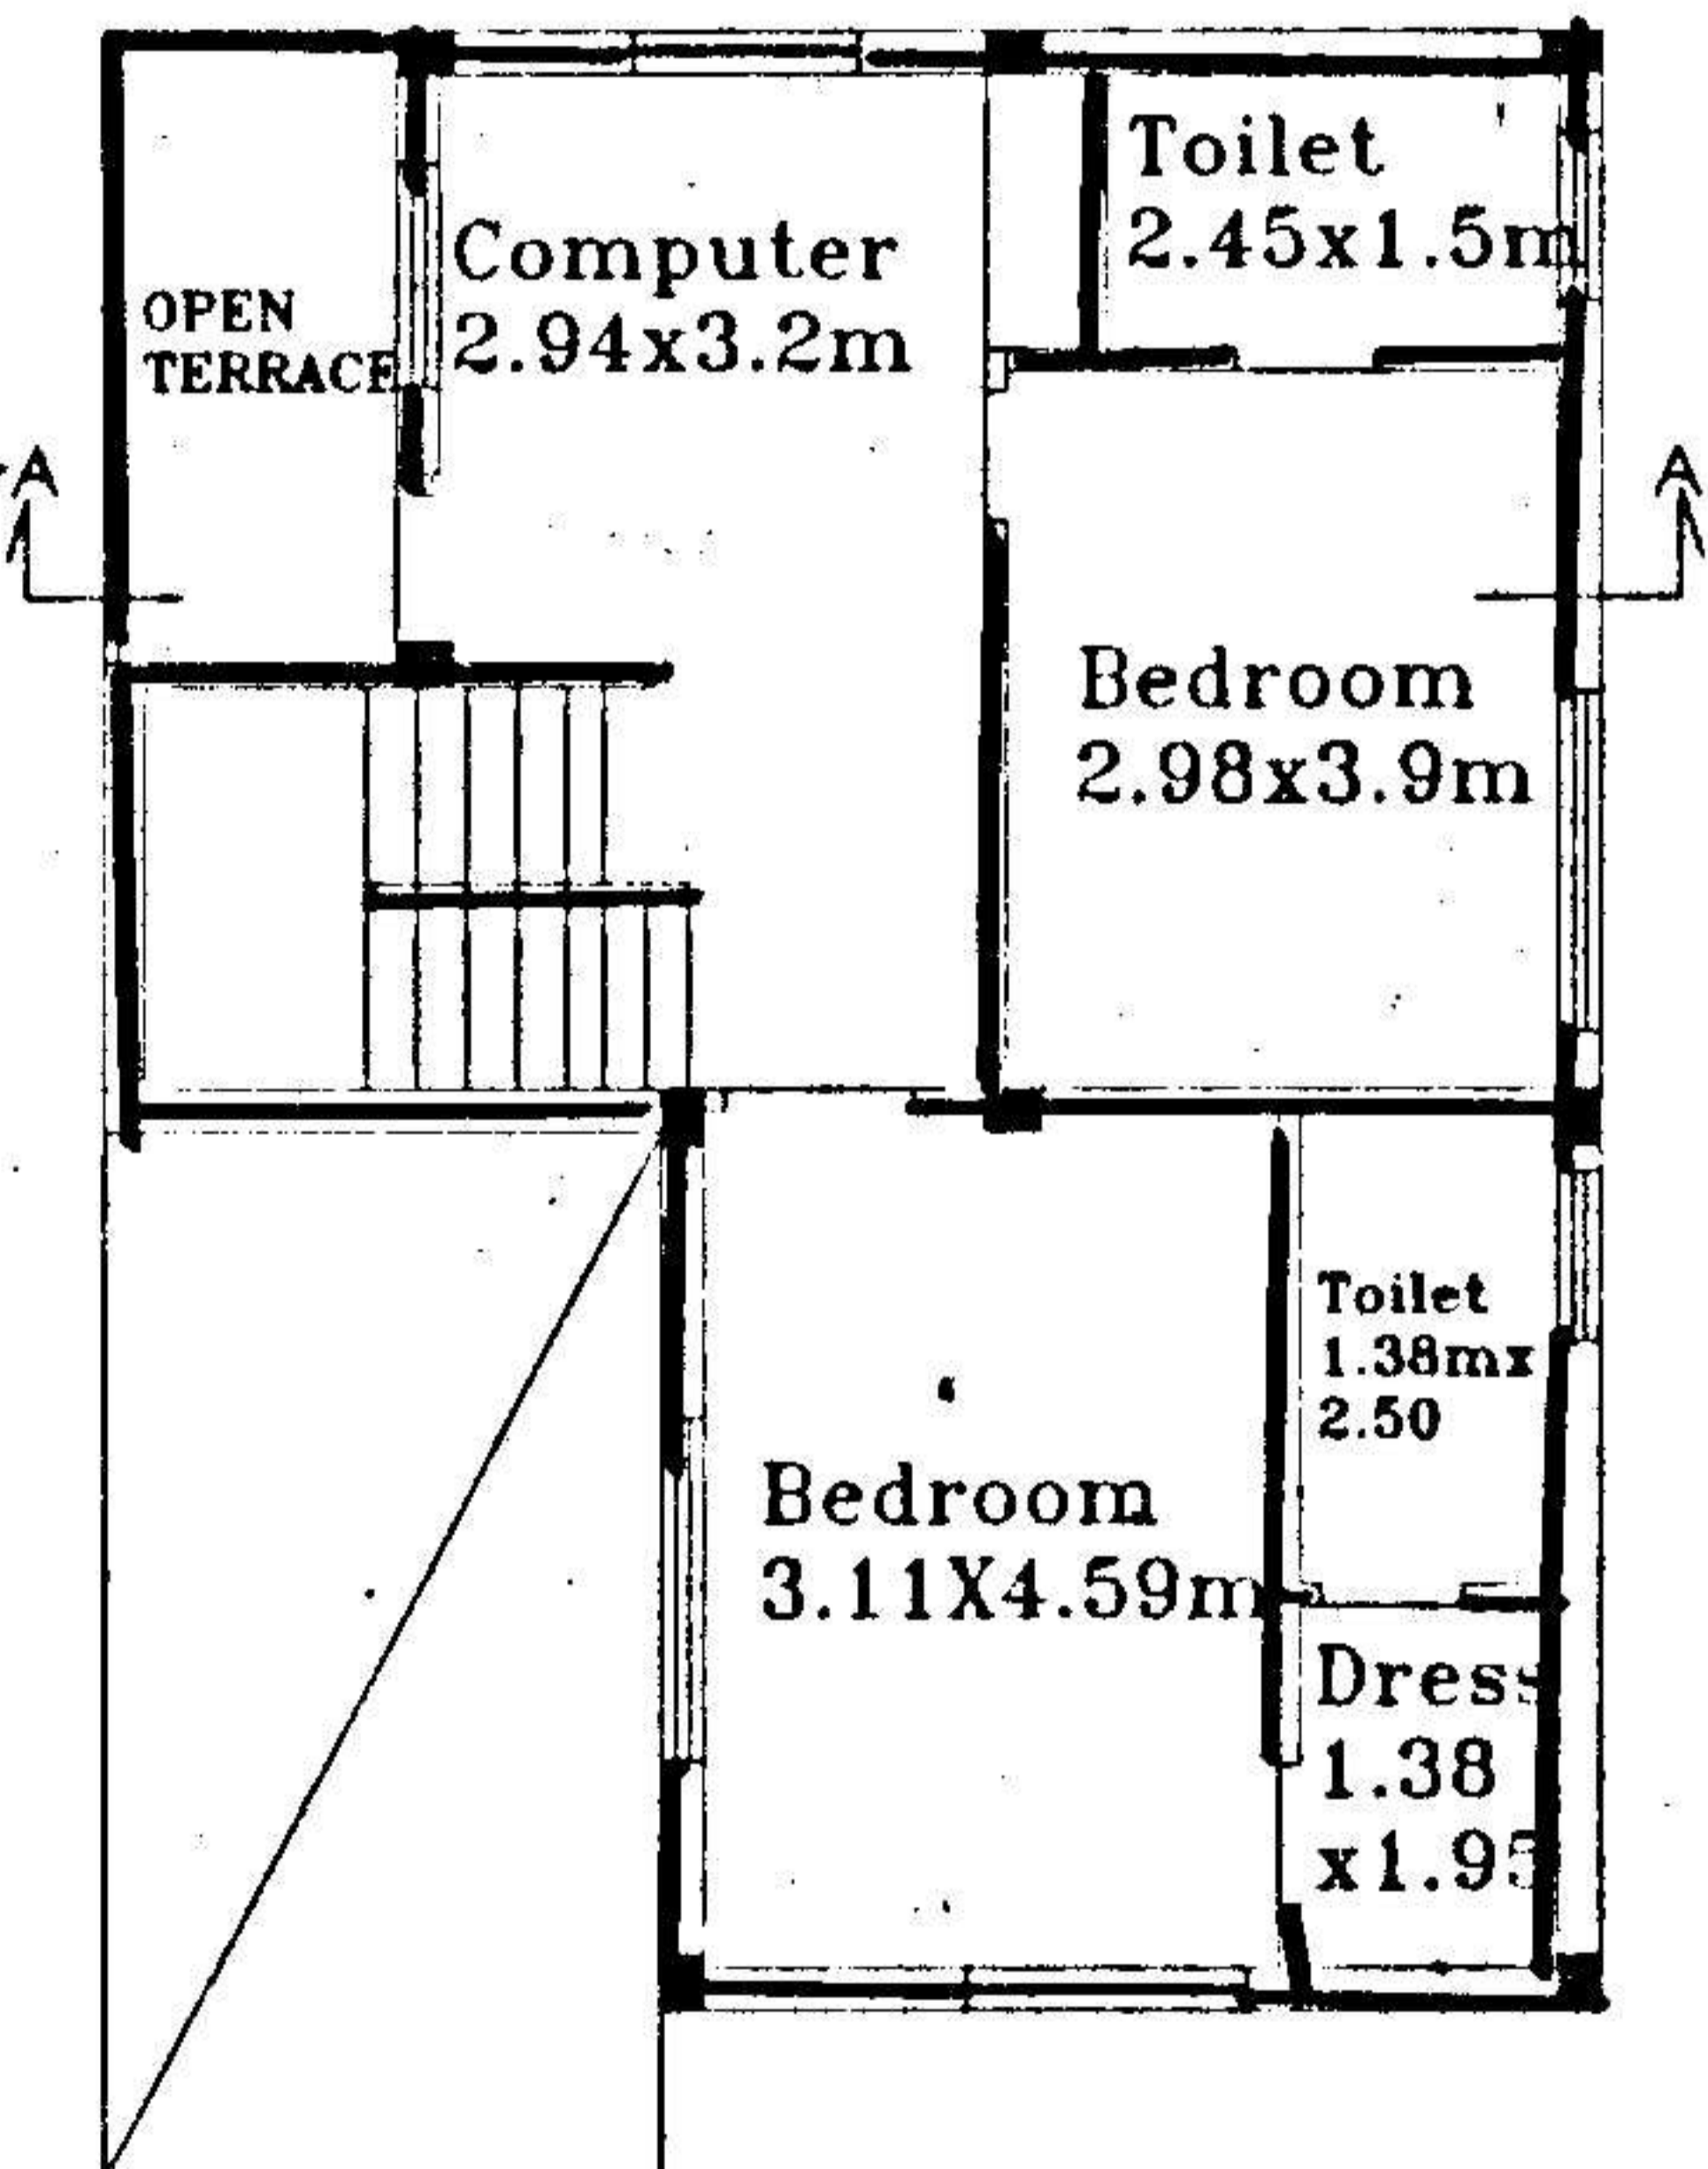 Toilet
2.45x1.5m
Computer
2.94x3.2m
OPEN
TERRACE
A
A
Bedroom
2.98x3.9m
Toilet
1.38mx
2.50
Bedroom
3.11X4.59m
Dress
1.38
x1.95